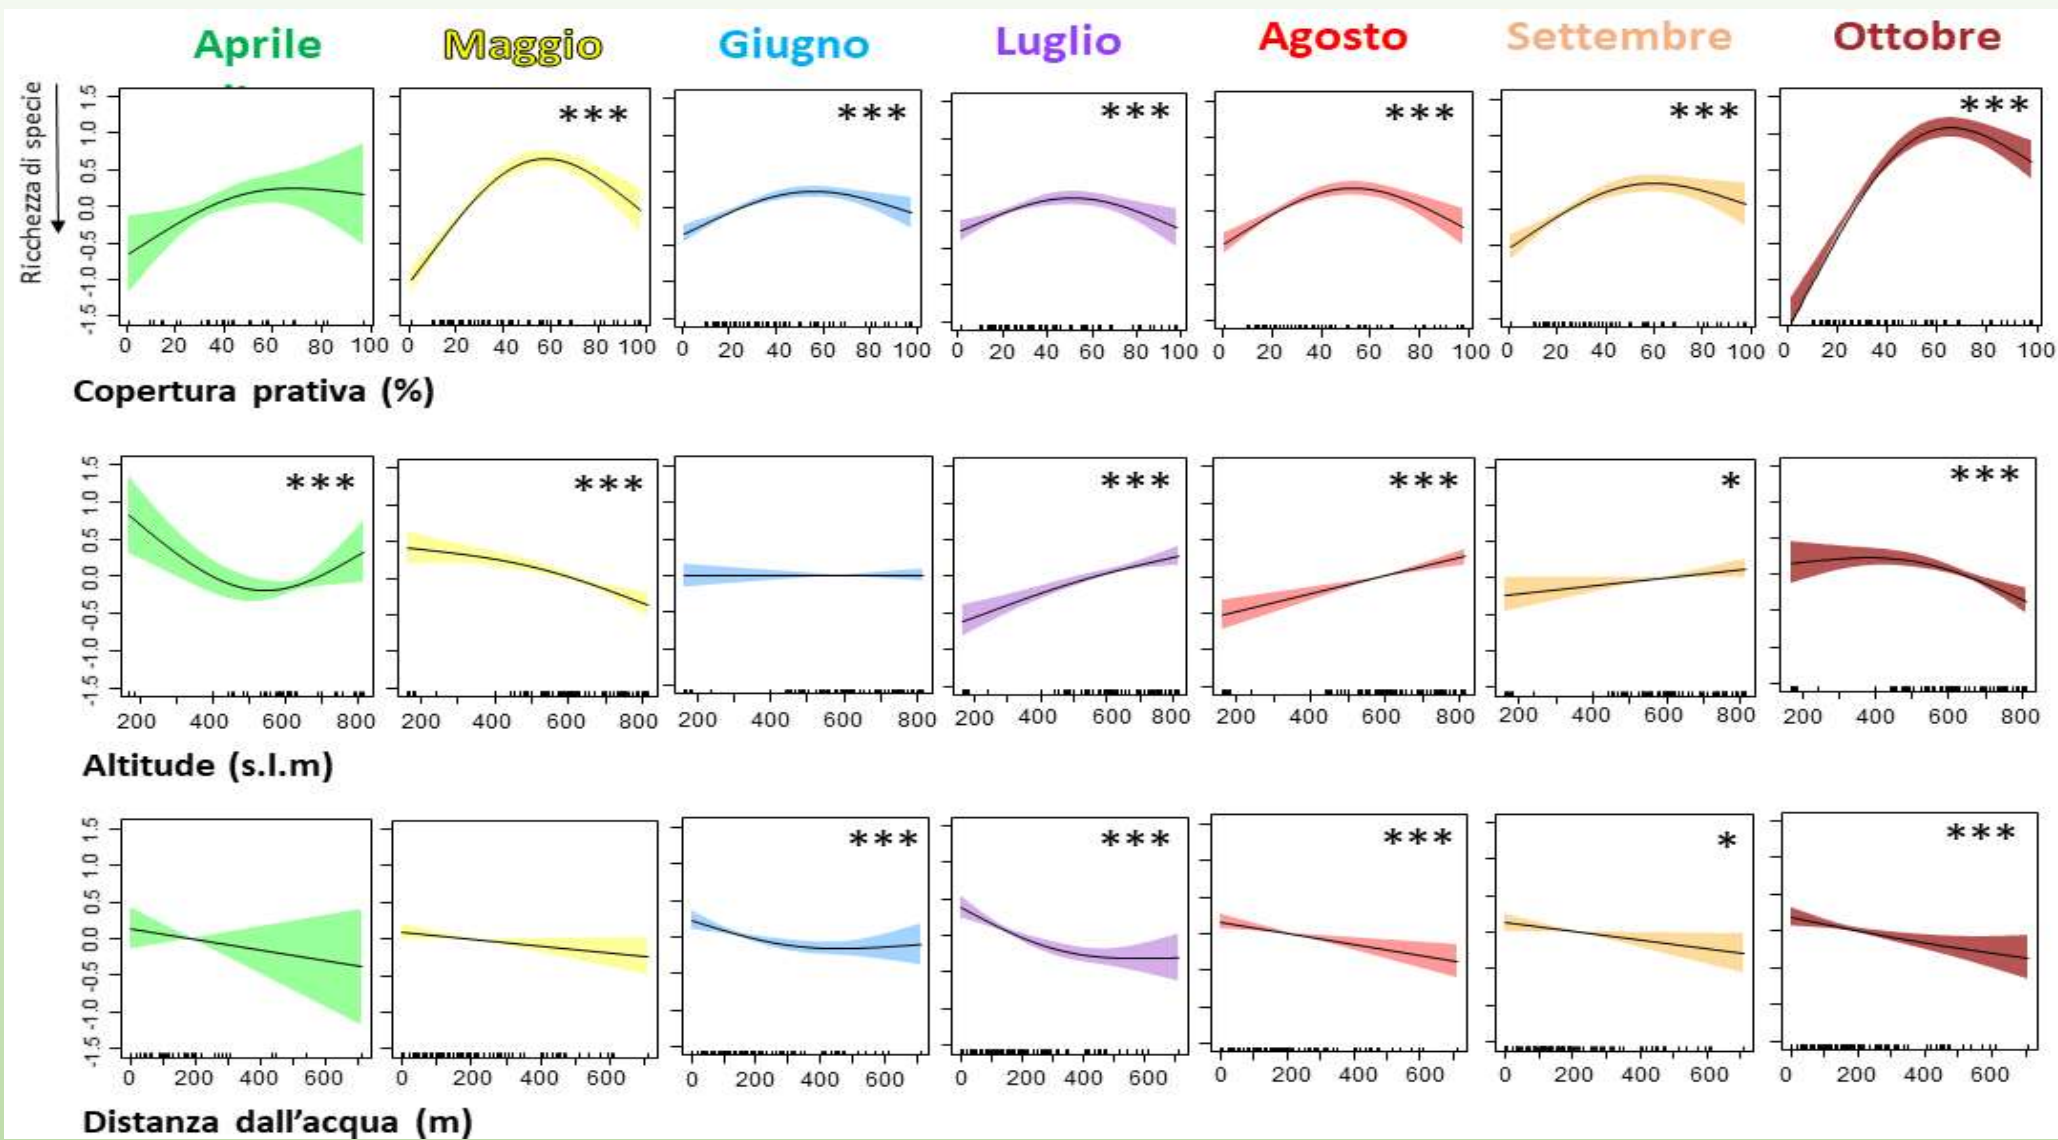 Aprile Maggio Giugno Luglio Agosto Settembre Ottobre
Ricchezza di specie
-1.5 -1.0 -0.5 0.0 0.5 1.0 1.5
*** *** *** *** *** ***
0 20 40 60 80 100 0 20 40 60 80 100 0 20 40 60 80 100 0 20 40 60 80 100 0 20 40 60 80 100 0 20 40 60 80 100 0 20 40 60 80 100
Copertura prativa (%)
-1.5 -1.0 -0.5 0.0 0.5 1.0 1.5
*** *** *** *** * ***
200 400 600 800 200 400 600 800 200 400 600 800 200 400 600 800 200 400 600 800 200 400 600 800 200 400 600 800
Altitude (s.l.m)
-1.5 -1.0 -0.5 0.0 0.5 1.0 1.5
*** *** *** * ***
0 200 400 600 0 200 400 600 0 200 400 600 0 200 400 600 0 200 400 600 0 200 400 600 0 200 400 600
Distanza dall’acqua (m)